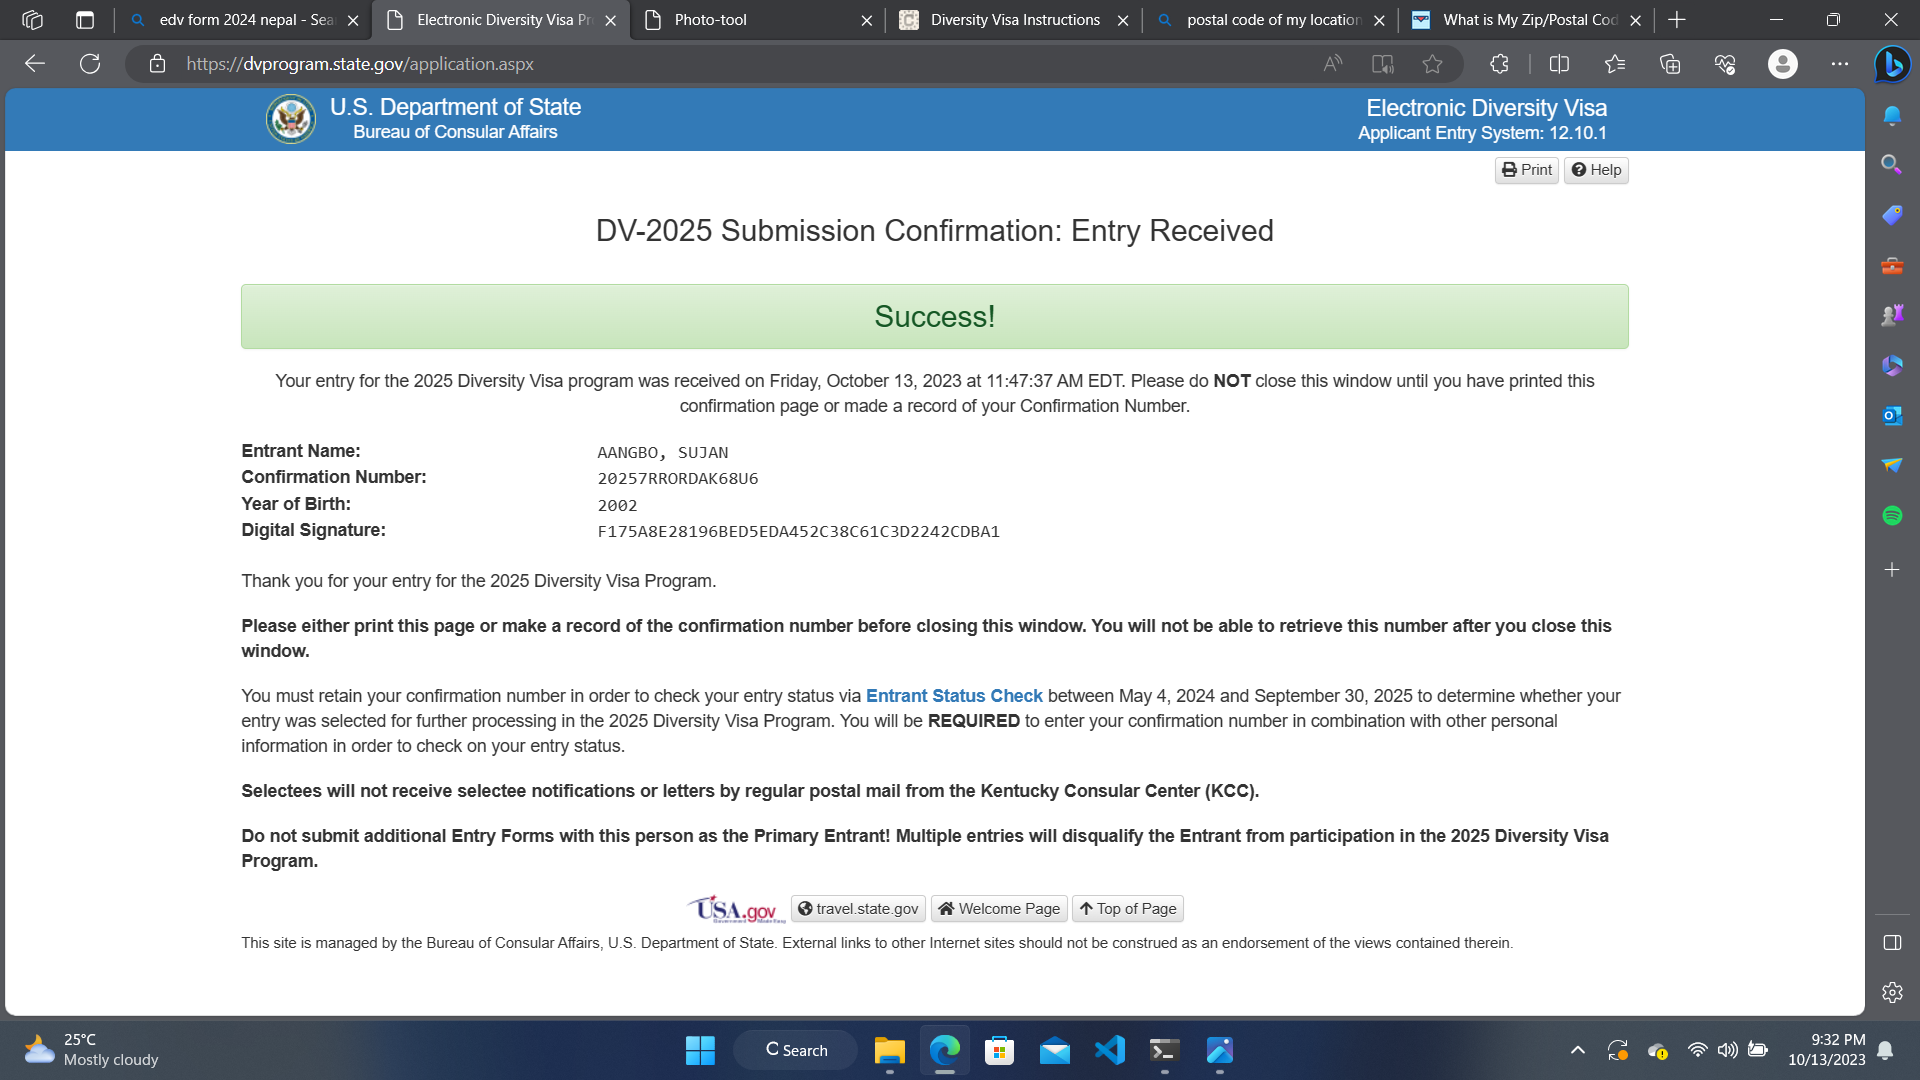 edv form 2024 nepal - Sea
Electronic Diversity Visa Pr
Photo-tool
Diversity Visa Instructions
postal code of my location
What is My Zip/Postal Cod
https://dvprogram.state.gov/application.aspx
U.S. Department of State
Bureau of Consular Affairs
Electronic Diversity Visa
Applicant Entry System: 12.10.1
Print
Help
DV-2025 Submission Confirmation: Entry Received
Success!
Your entry for the 2025 Diversity Visa program was received on Friday, October 13, 2023 at 11:47:37 AM EDT. Please do NOT close this window until you have printed this
confirmation page or made a record of your Confirmation Number.
Entrant Name: AANGBO, SUJAN
Confirmation Number: 20257RRORDAK68U6
Year of Birth: 2002
Digital Signature: F175A8E28196BED5EDA452C38C61C3D2242CDBA1
Thank you for your entry for the 2025 Diversity Visa Program.
Please either print this page or make a record of the confirmation number before closing this window. You will not be able to retrieve this number after you close this
window.
You must retain your confirmation number in order to check your entry status via Entrant Status Check between May 4, 2024 and September 30, 2025 to determine whether your
entry was selected for further processing in the 2025 Diversity Visa Program. You will be REQUIRED to enter your confirmation number in combination with other personal
information in order to check on your entry status.
Selectees will not receive selectee notifications or letters by regular postal mail from the Kentucky Consular Center (KCC).
Do not submit additional Entry Forms with this person as the Primary Entrant! Multiple entries will disqualify the Entrant from participation in the 2025 Diversity Visa
Program.
USA.gov
travel.state.gov
Welcome Page
Top of Page
This site is managed by the Bureau of Consular Affairs, U.S. Department of State. External links to other Internet sites should not be construed as an endorsement of the views contained therein.
25°C
Mostly cloudy
Search
9:32 PM
10/13/2023